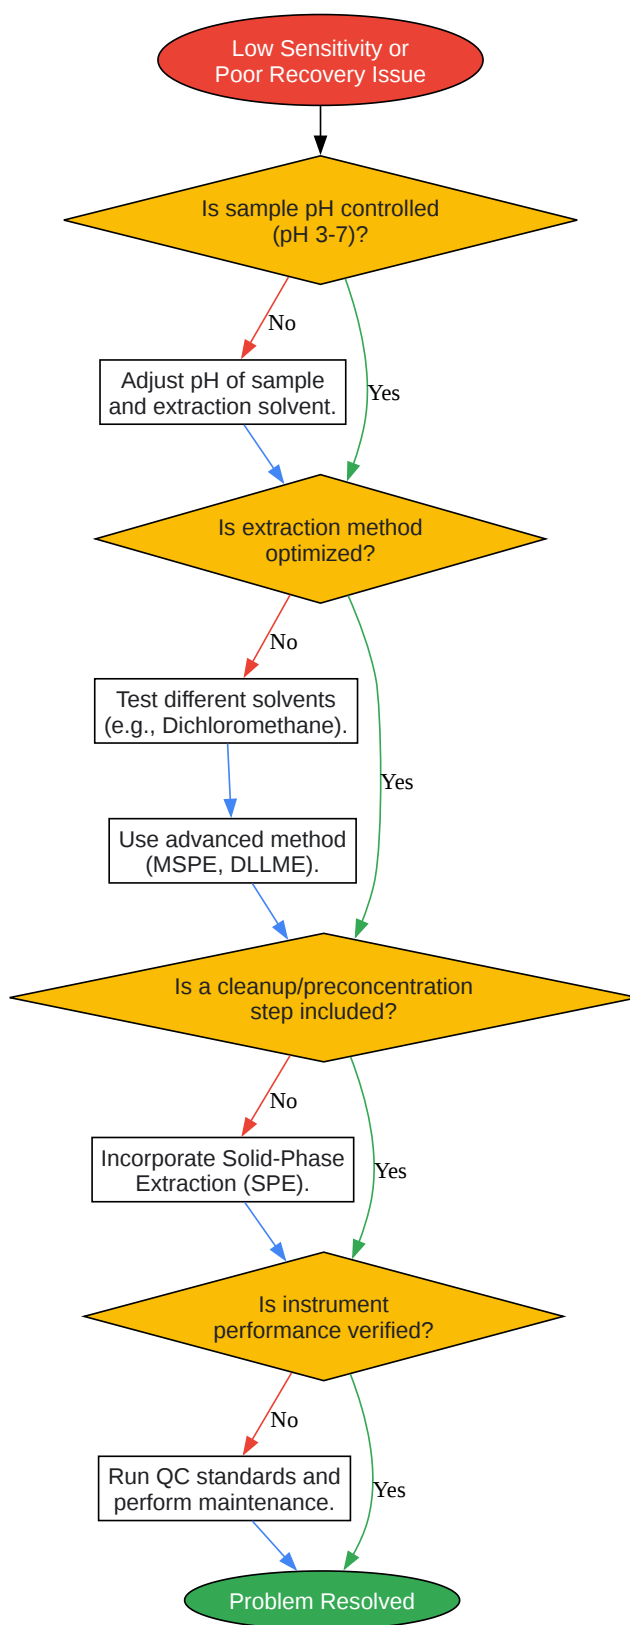 Low Sensitivity or
Poor Recovery Issue
Is sample pH controlled
(pH 3-7)?
No
Yes
Adjust pH of sample
and extraction solvent.
Is extraction method
optimized?
No
Test different solvents
(e.g., Dichloromethane).
Yes
Use advanced method
(MSPE, DLLME).
Is a cleanup/preconcentration
step included?
No
Incorporate Solid-Phase
Extraction (SPE).
Yes
Is instrument
performance verified?
No
Run QC standards and
perform maintenance.
Yes
Problem Resolved